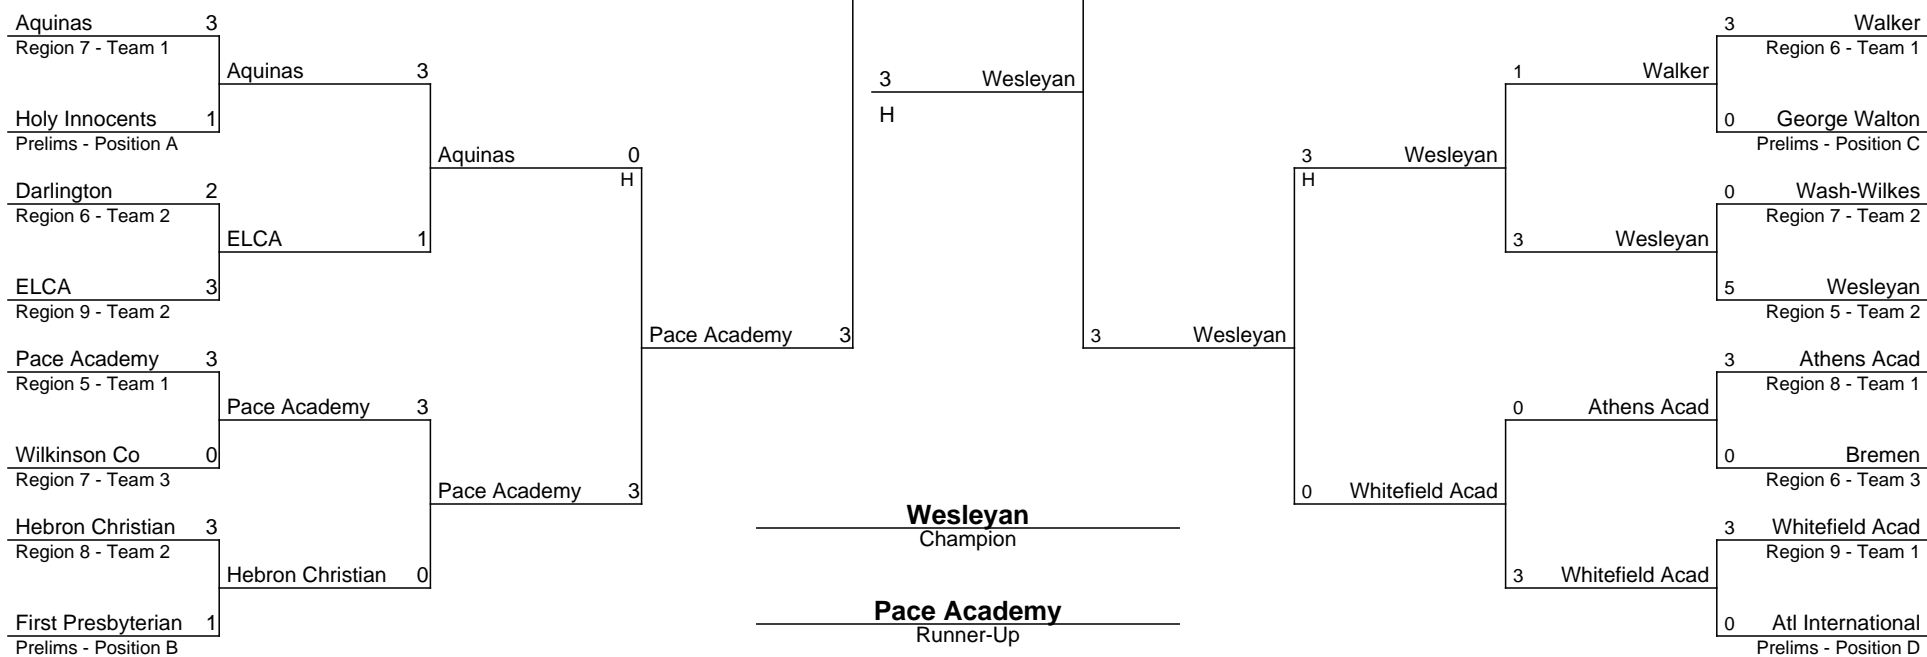 Aquinas 3
Region 7 - Team 1
Holy Innocents 1
Prelims - Position A
Darlington 2
Region 6 - Team 2
ELCA 3
Region 9 - Team 2
Pace Academy 3
Region 5 - Team 1
Wilkinson Co 0
Region 7 - Team 3
Hebron Christian 3
Region 8 - Team 2
First Presbyterian 1
Prelims - Position B
Aquinas 3
ELCA 1
Pace Academy 3
Hebron Christian 0
Aquinas 0
H
Pace Academy 3
Pace Academy 3
3 Wesleyan
H
Wesleyan
Champion
Pace Academy
Runner-Up
3 Wesleyan
3 Wesleyan
H
0 Whitefield Acad
1 Walker
3 Wesleyan
0 Athens Acad
3 Whitefield Acad
3 Walker
Region 6 - Team 1
0 George Walton
Prelims - Position C
0 Wash-Wilkes
Region 7 - Team 2
5 Wesleyan
Region 5 - Team 2
3 Athens Acad
Region 8 - Team 1
0 Bremen
Region 6 - Team 3
3 Whitefield Acad
Region 9 - Team 1
0 Atl International
Prelims - Position D